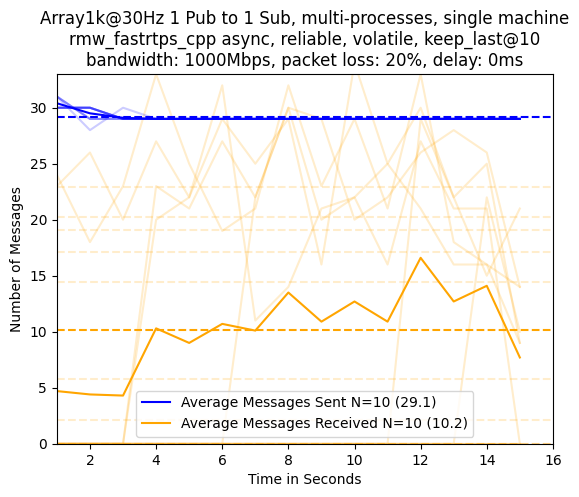 Array1k@30Hz 1 Pub to 1 Sub, multi-processes, single machine
rmw_fastrtps_cpp async, reliable, volatile, keep_last@10
bandwidth: 1000Mbps, packet loss: 20%, delay: 0ms
Number of Messages
30
25
20
15
10
5
0
Average Messages Sent N=10 (29.1)
Average Messages Received N=10 (10.2)
2 4 6 8 10 12 14 16
Time in Seconds